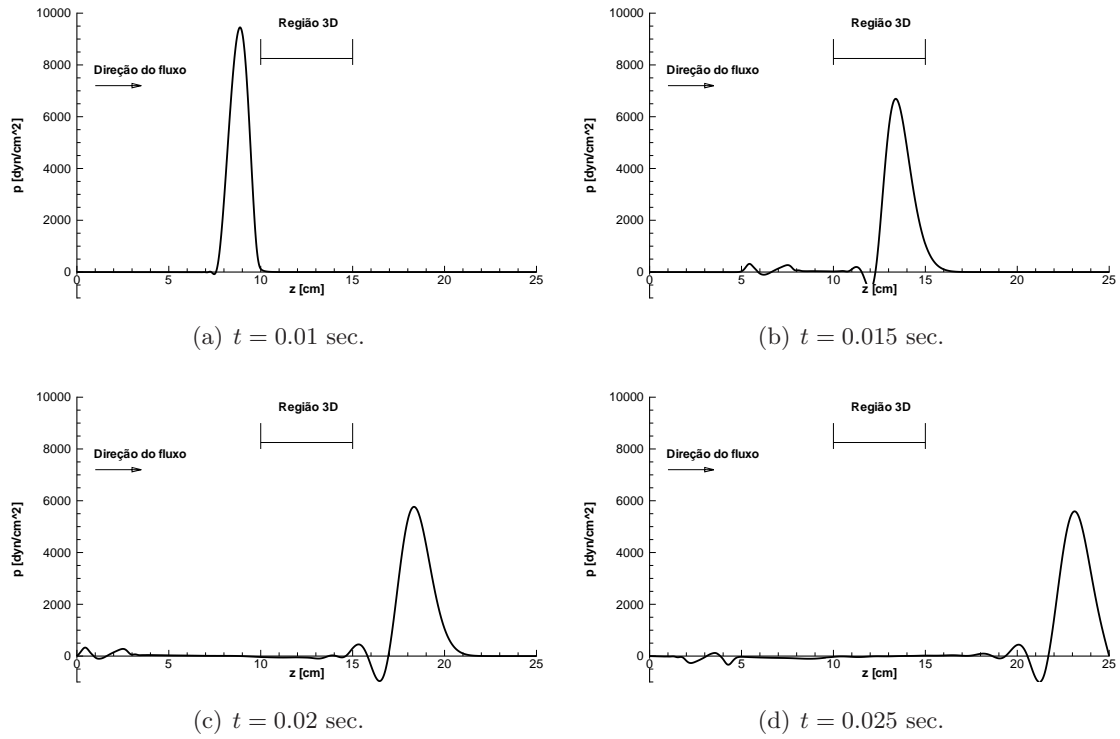 10000
8000
6000
4000
2000
0
p [dyn/cm^2]
Região 3D
Direção do fluxo
0 5 10 15 20 25
z [cm]
(a) t = 0.01 sec.
10000
8000
6000
4000
2000
0
p [dyn/cm^2]
Região 3D
Direção do fluxo
0 5 10 15 20 25
z [cm]
(b) t = 0.015 sec.
10000
8000
6000
4000
2000
0
p [dyn/cm^2]
Região 3D
Direção do fluxo
0 5 10 15 20 25
z [cm]
(c) t = 0.02 sec.
10000
8000
6000
4000
2000
0
p [dyn/cm^2]
Região 3D
Direção do fluxo
0 5 10 15 20 25
z [cm]
(d) t = 0.025 sec.